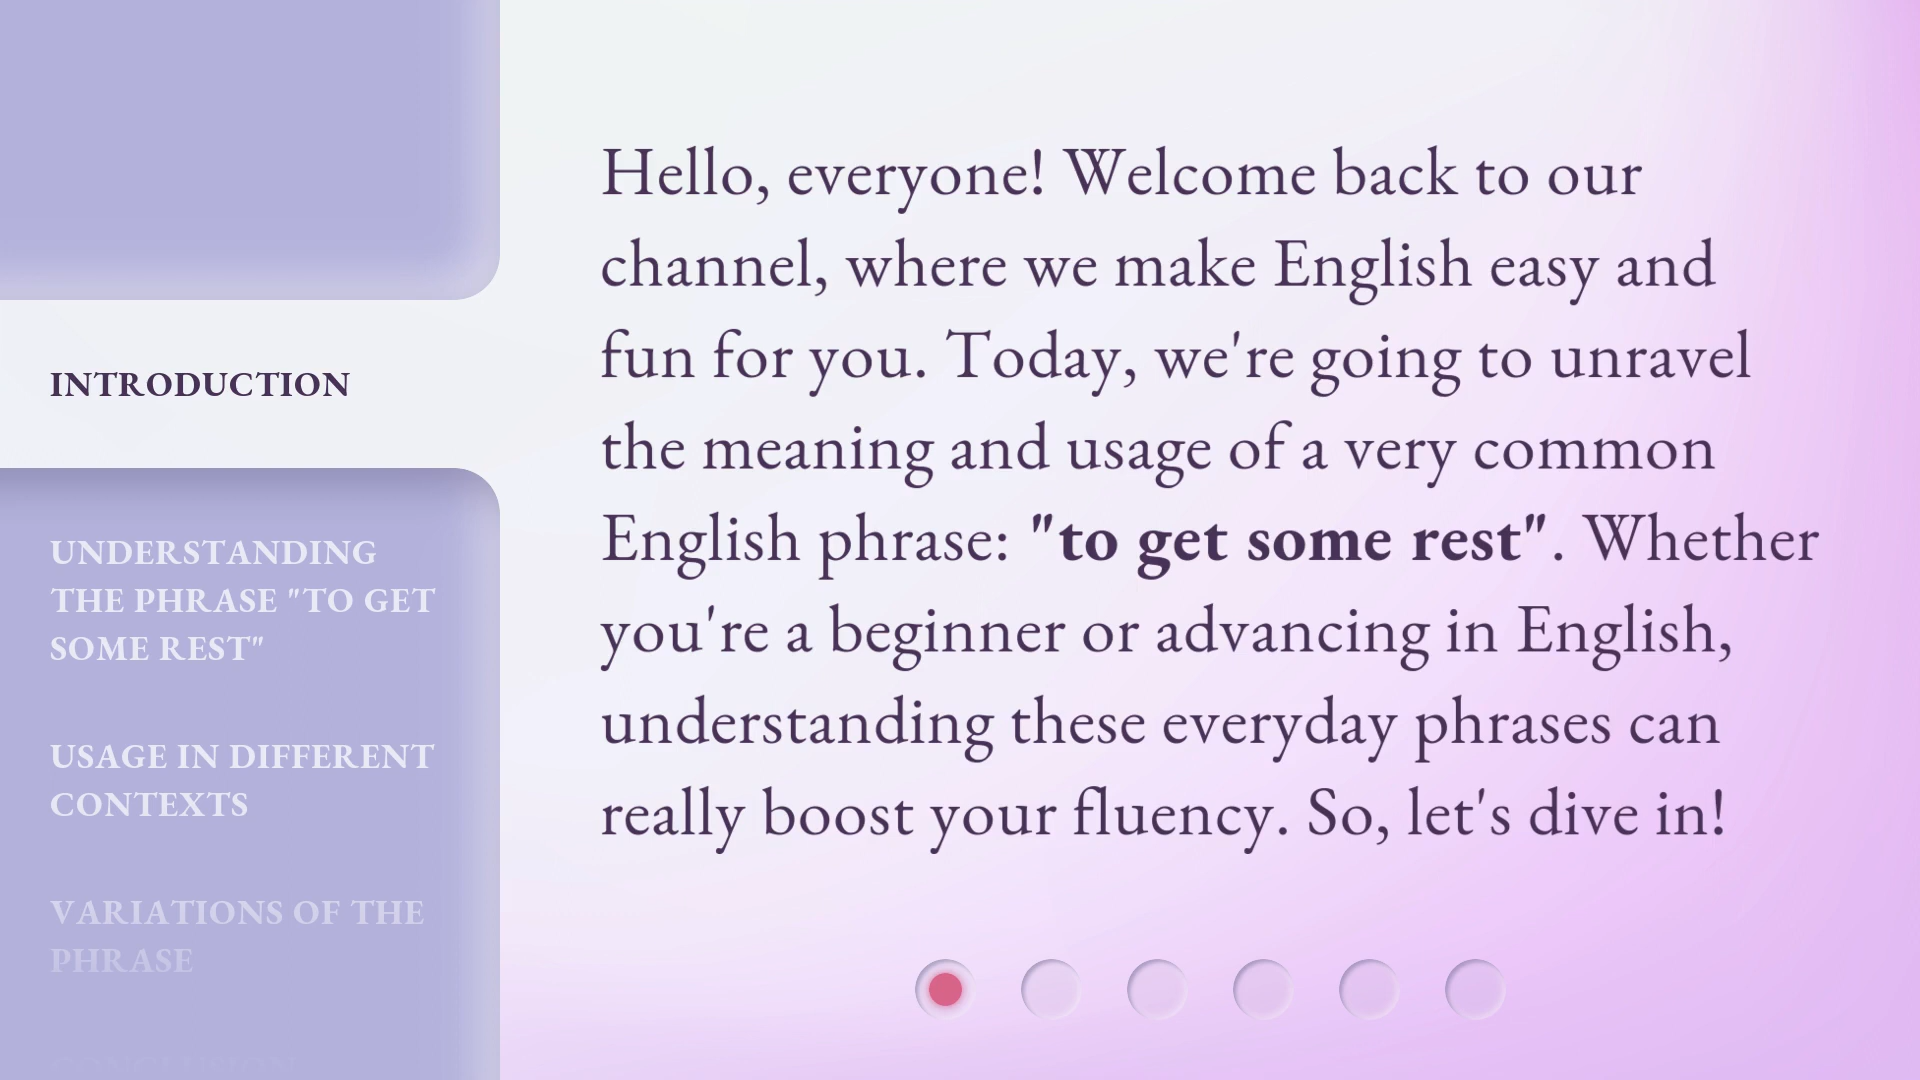 INTRODUCTION
UNDERSTANDING
THE PHRASE "TO GET
SOME REST"
USAGE IN DIFFERENT
CONTEXTS
VARIATIONS OF THE
PHRASE
CONCLUSION
Hello, everyone! Welcome back to our
channel, where we make English easy and
fun for you. Today, we're going to unravel
the meaning and usage of a very common
English phrase: "to get some rest". Whether
you're a beginner or advancing in English,
understanding these everyday phrases can
really boost your fluency. So, let's dive in!